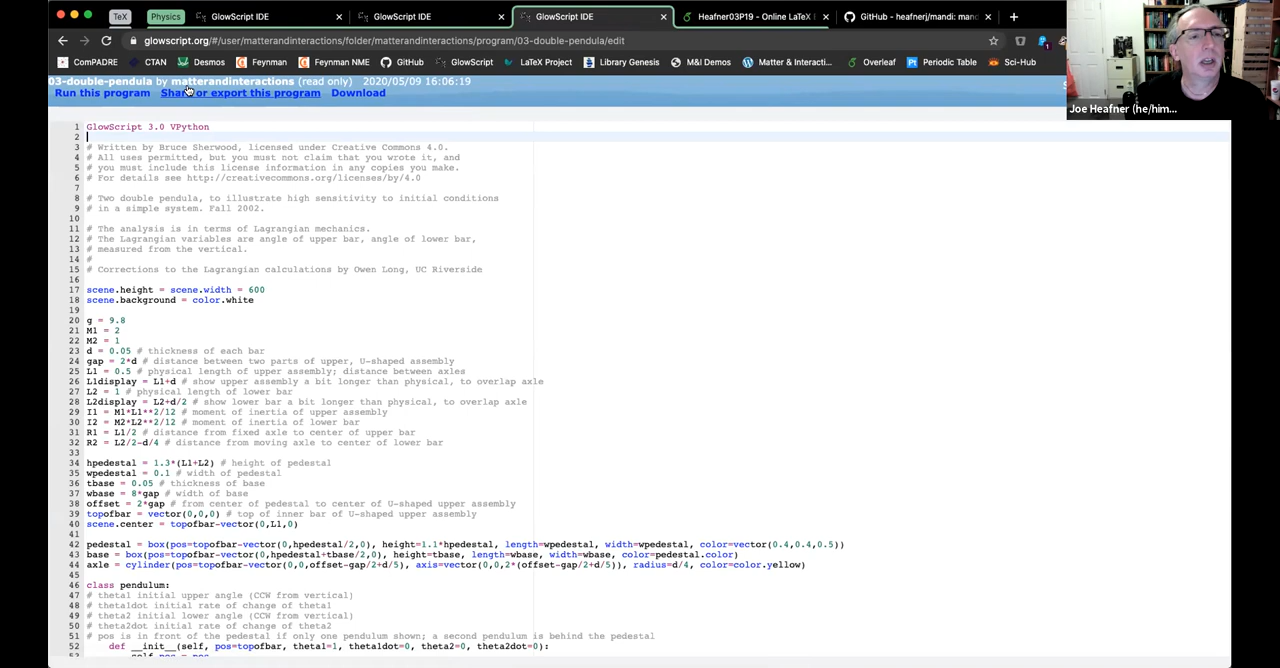 TeX Physics GlowScript IDE GlowScript IDE GlowScript IDE Heafner03P19 - Online LaTeX E GitHub - heafnerj/mandi: mand
glowscript.org/#/user/matterandinteractions/folder/matterandinteractions/program/03-double-pendula/edit
ComPADRE CTAN Desmos Feynman Feynman NME GitHub GlowScript LaTeX Project Library Genesis M&I Demos Matter & Interacti... Overleaf Periodic Table Sci-Hub
03-double-pendula by matterandinteractions (read only) 2020/05/09 16:06:19
Run this program Share or export this program Download
Joe Heafner (he/him...
1 GlowScript 3.0 VPython
2
3 # Written by Bruce Sherwood, licensed under Creative Commons 4.0.
4 # All uses permitted, but you must not claim that you wrote it, and
5 # you must include this license information in any copies you make.
6 # For details see http://creativecommons.org/licenses/by/4.0
7
8 # Two double pendula, to illustrate high sensitivity to initial conditions
9 # in a simple system. Fall 2002.
10
11 # The analysis is in terms of Lagrangian mechanics.
12 # The Lagrangian variables are angle of upper bar, angle of lower bar,
13 # measured from the vertical.
14 #
15 # Corrections to the Lagrangian calculations by Owen Long, UC Riverside
16
17 scene.height = scene.width = 600
18 scene.background = color.white
19
20 g = 9.8
21 M1 = 2
22 M2 = 1
23 d = 0.05 # thickness of each bar
24 gap = 2*d # distance between two parts of upper, U-shaped assembly
25 L1 = 0.5 # physical length of upper assembly; distance between axles
26 L1display = L1+d # show upper assembly a bit longer than physical, to overlap axle
27 L2 = 1 # physical length of lower bar
28 L2display = L2+d/2 # show lower bar a bit longer than physical, to overlap axle
29 I1 = M1*L1**2/12 # moment of inertia of upper assembly
30 I2 = M2*L2**2/12 # moment of inertia of lower bar
31 R1 = L1/2 # distance from fixed axle to center of upper bar
32 R2 = L2/2-d/4 # distance from moving axle to center of lower bar
33
34 hpedestal = 1.3*(L1+L2) # height of pedestal
35 wpedestal = 0.1 # width of pedestal
36 tbase = 0.05 # thickness of base
37 wbase = 8*gap # width of base
38 offset = 2*gap # from center of pedestal to center of U-shaped upper assembly
39 topofbar = vector(0,0,0) # top of inner bar of U-shaped upper assembly
40 scene.center = topofbar-vector(0,L1,0)
41
42 pedestal = box(pos=topofbar-vector(0,hpedestal/2,0), height=1.1*hpedestal, length=wpedestal, width=wpedestal, color=vector(0.4,0.4,0.5))
43 base = box(pos=topofbar-vector(0,hpedestal+tbase/2,0), height=tbase, length=wbase, width=wbase, color=pedestal.color)
44 axle = cylinder(pos=topofbar-vector(0,0,offset-gap/2+d/5), axis=vector(0,0,2*(offset-gap/2+d/5)), radius=d/4, color=color.yellow)
45
46 class pendulum:
47 # theta1 initial upper angle (CCW from vertical)
48 # theta1dot initial rate of change of theta1
49 # theta2 initial lower angle (CCW from vertical)
50 # theta2dot initial rate of change of theta2
51 # pos is in front of the pedestal if only one pendulum shown; a second pendulum is behind the pedestal
52 def __init__(self, pos=topofbar, theta1=1, theta1dot=0, theta2=0, theta2dot=0):
self.pos = pos